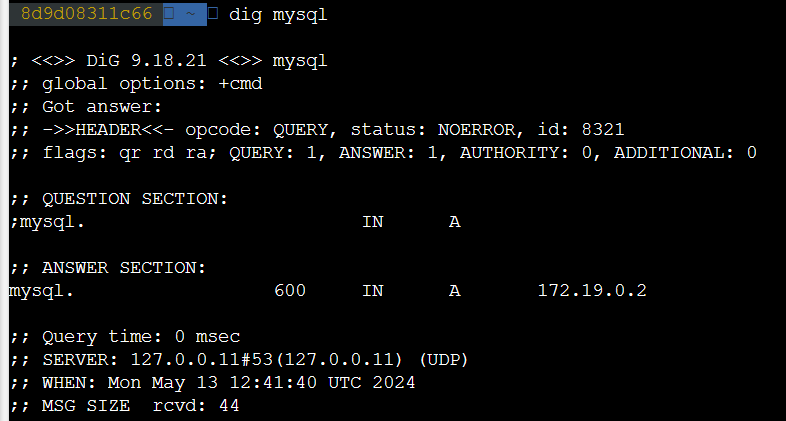 8d9d08311c66 ~ dig mysql
; <<>> DiG 9.18.21 <<>> mysql
;; global options: +cmd
;; Got answer:
;; ->>HEADER<<- opcode: QUERY, status: NOERROR, id: 8321
;; flags: qr rd ra; QUERY: 1, ANSWER: 1, AUTHORITY: 0, ADDITIONAL: 0
;; QUESTION SECTION:
;mysql. IN A
;; ANSWER SECTION:
mysql. 600 IN A 172.19.0.2
;; Query time: 0 msec
;; SERVER: 127.0.0.11#53(127.0.0.11) (UDP)
;; WHEN: Mon May 13 12:41:40 UTC 2024
;; MSG SIZE rcvd: 44